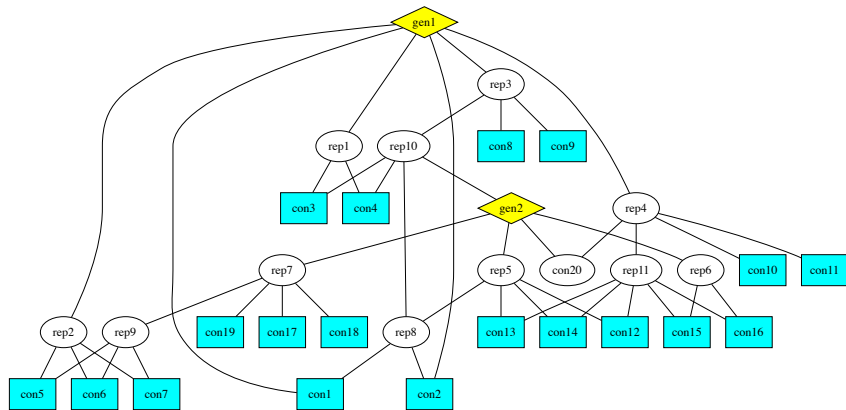 gen1
rep3
rep1
rep10
con8
con9
con3
con4
gen2
rep4
rep7
rep5
con20
rep11
rep6
con10
con11
rep2
rep9
con19
con17
con18
rep8
con13
con14
con12
con15
con16
con5
con6
con7
con1
con2